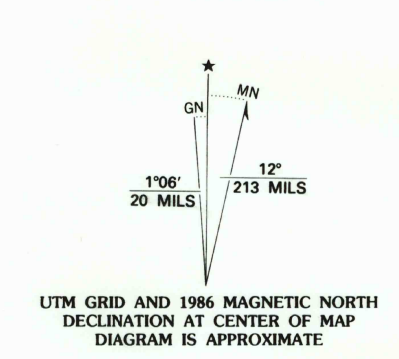 MN
GN
1°06'
20 MILS
12°
213 MILS
UTM GRID AND 1986 MAGNETIC NORTH
DECLINATION AT CENTER OF MAP
DIAGRAM IS APPROXIMATE